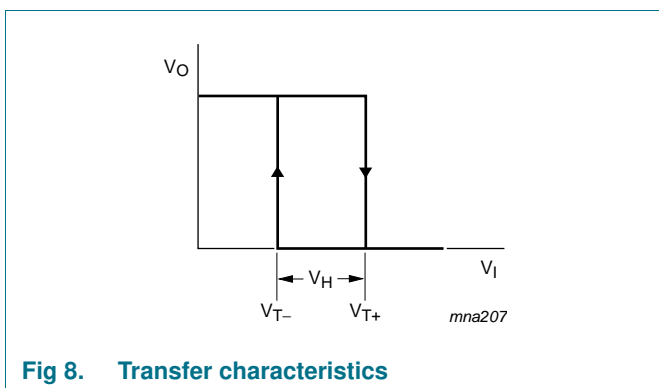 VO
VI
VH
VT−
VT+
mna207
Fig 8. Transfer characteristics